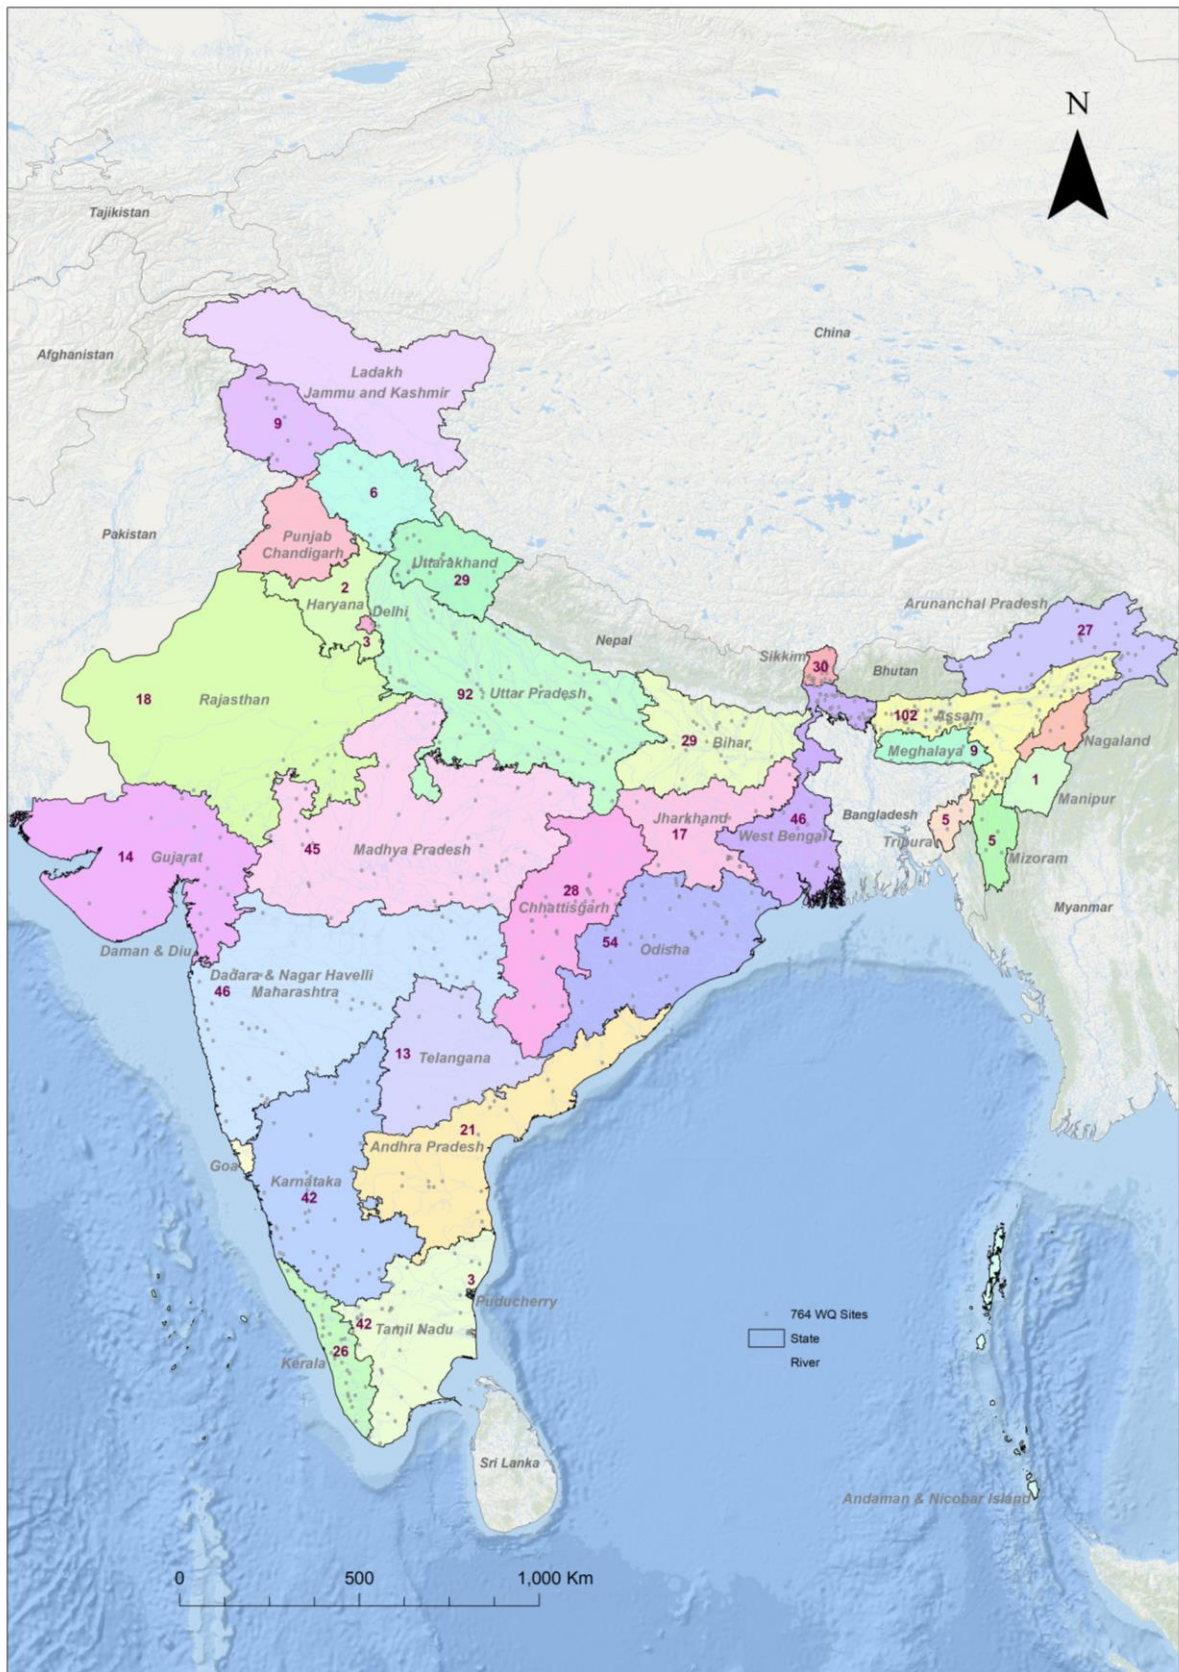 N
Tajikistan
China
Afghanistan
Ladakh
Jammu and Kashmir
9
6
Pakistan
Punjab
Chandigarh
Uttarakhand
29
2
Haryana
Delhi
3
Arunanchal Pradesh
27
Nepal
Sikkim
30
Bhutan
18
Rajasthan
92
Uttar Pradesh
102
Assam
29
Bihar
Meghalaya
9
Nagaland
1
Manipur
Bangladesh
Jharkhand
17
West Bengal
46
5
Tripura
5
Mizoram
14
Gujarat
45
Madhya Pradesh
28
Chhattisgarh
Myanmar
54
Odisha
Daman & Diu
Dadara & Nagar Havelli
46
Maharashtra
13
Telangana
21
Andhra Pradesh
Goa
Karnataka
42
3
Puducherry
42
Tamil Nadu
26
Kerala
764 WQ Sites
State
River
Sri Lanka
Andaman & Nicobar Island
0
500
1,000 Km